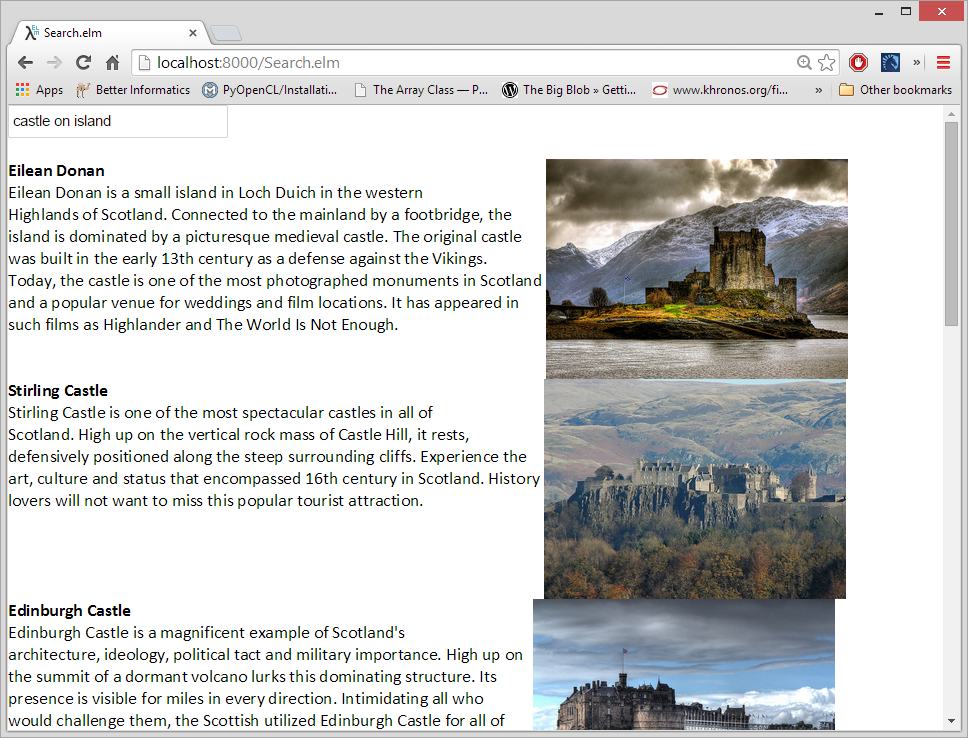 Search.elm
localhost:8000/Search.elm
Apps Better Informatics PyOpenCL/Installati... The Array Class — P... The Big Blob » Getti... www.khronos.org/fi... » Other bookmarks
castle on island
Eilean Donan
Eilean Donan is a small island in Loch Duich in the western
Highlands of Scotland. Connected to the mainland by a footbridge, the
island is dominated by a picturesque medieval castle. The original castle
was built in the early 13th century as a defense against the Vikings.
Today, the castle is one of the most photographed monuments in Scotland
and a popular venue for weddings and film locations. It has appeared in
such films as Highlander and The World Is Not Enough.
Stirling Castle
Stirling Castle is one of the most spectacular castles in all of
Scotland. High up on the vertical rock mass of Castle Hill, it rests,
defensively positioned along the steep surrounding cliffs. Experience the
art, culture and status that encompassed 16th century in Scotland. History
lovers will not want to miss this popular tourist attraction.
Edinburgh Castle
Edinburgh Castle is a magnificent example of Scotland's
architecture, ideology, political tact and military importance. High up on
the summit of a dormant volcano lurks this dominating structure. Its
presence is visible for miles in every direction. Intimidating all who
would challenge them, the Scottish utilized Edinburgh Castle for all of